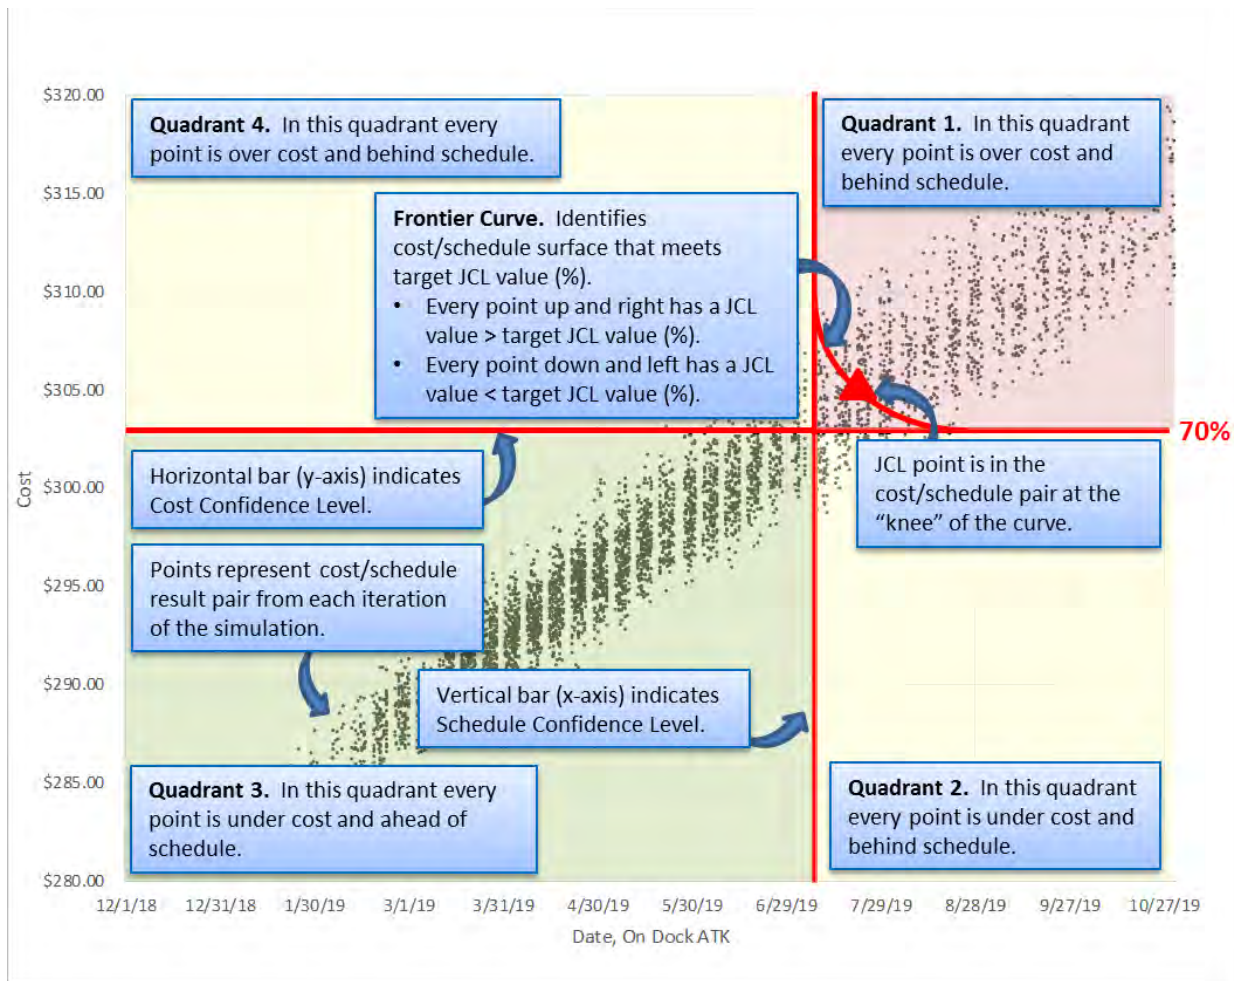 $320.00
$315.00
$310.00
$305.00
$300.00
$295.00
$290.00
$285.00
$280.00
Cost
Quadrant 4. In this quadrant every
point is over cost and behind schedule.
Quadrant 1. In this quadrant
every point is over cost and
behind schedule.
Frontier Curve. Identifies
cost/schedule surface that meets
target JCL value (%).
• Every point up and right has a JCL
value > target JCL value (%).
• Every point down and left has a JCL
value < target JCL value (%).
70%
Horizontal bar (y-axis) indicates
Cost Confidence Level.
JCL point is in the
cost/schedule pair at the
“knee” of the curve.
Points represent cost/schedule
result pair from each iteration
of the simulation.
Vertical bar (x-axis) indicates
Schedule Confidence Level.
Quadrant 3. In this quadrant every
point is under cost and ahead of
schedule.
Quadrant 2. In this quadrant
every point is under cost and
behind schedule.
12/1/18 12/31/18 1/30/19 3/1/19 3/31/19 4/30/19 5/30/19 6/29/19 7/29/19 8/28/19 9/27/19 10/27/19
Date, On Dock ATK